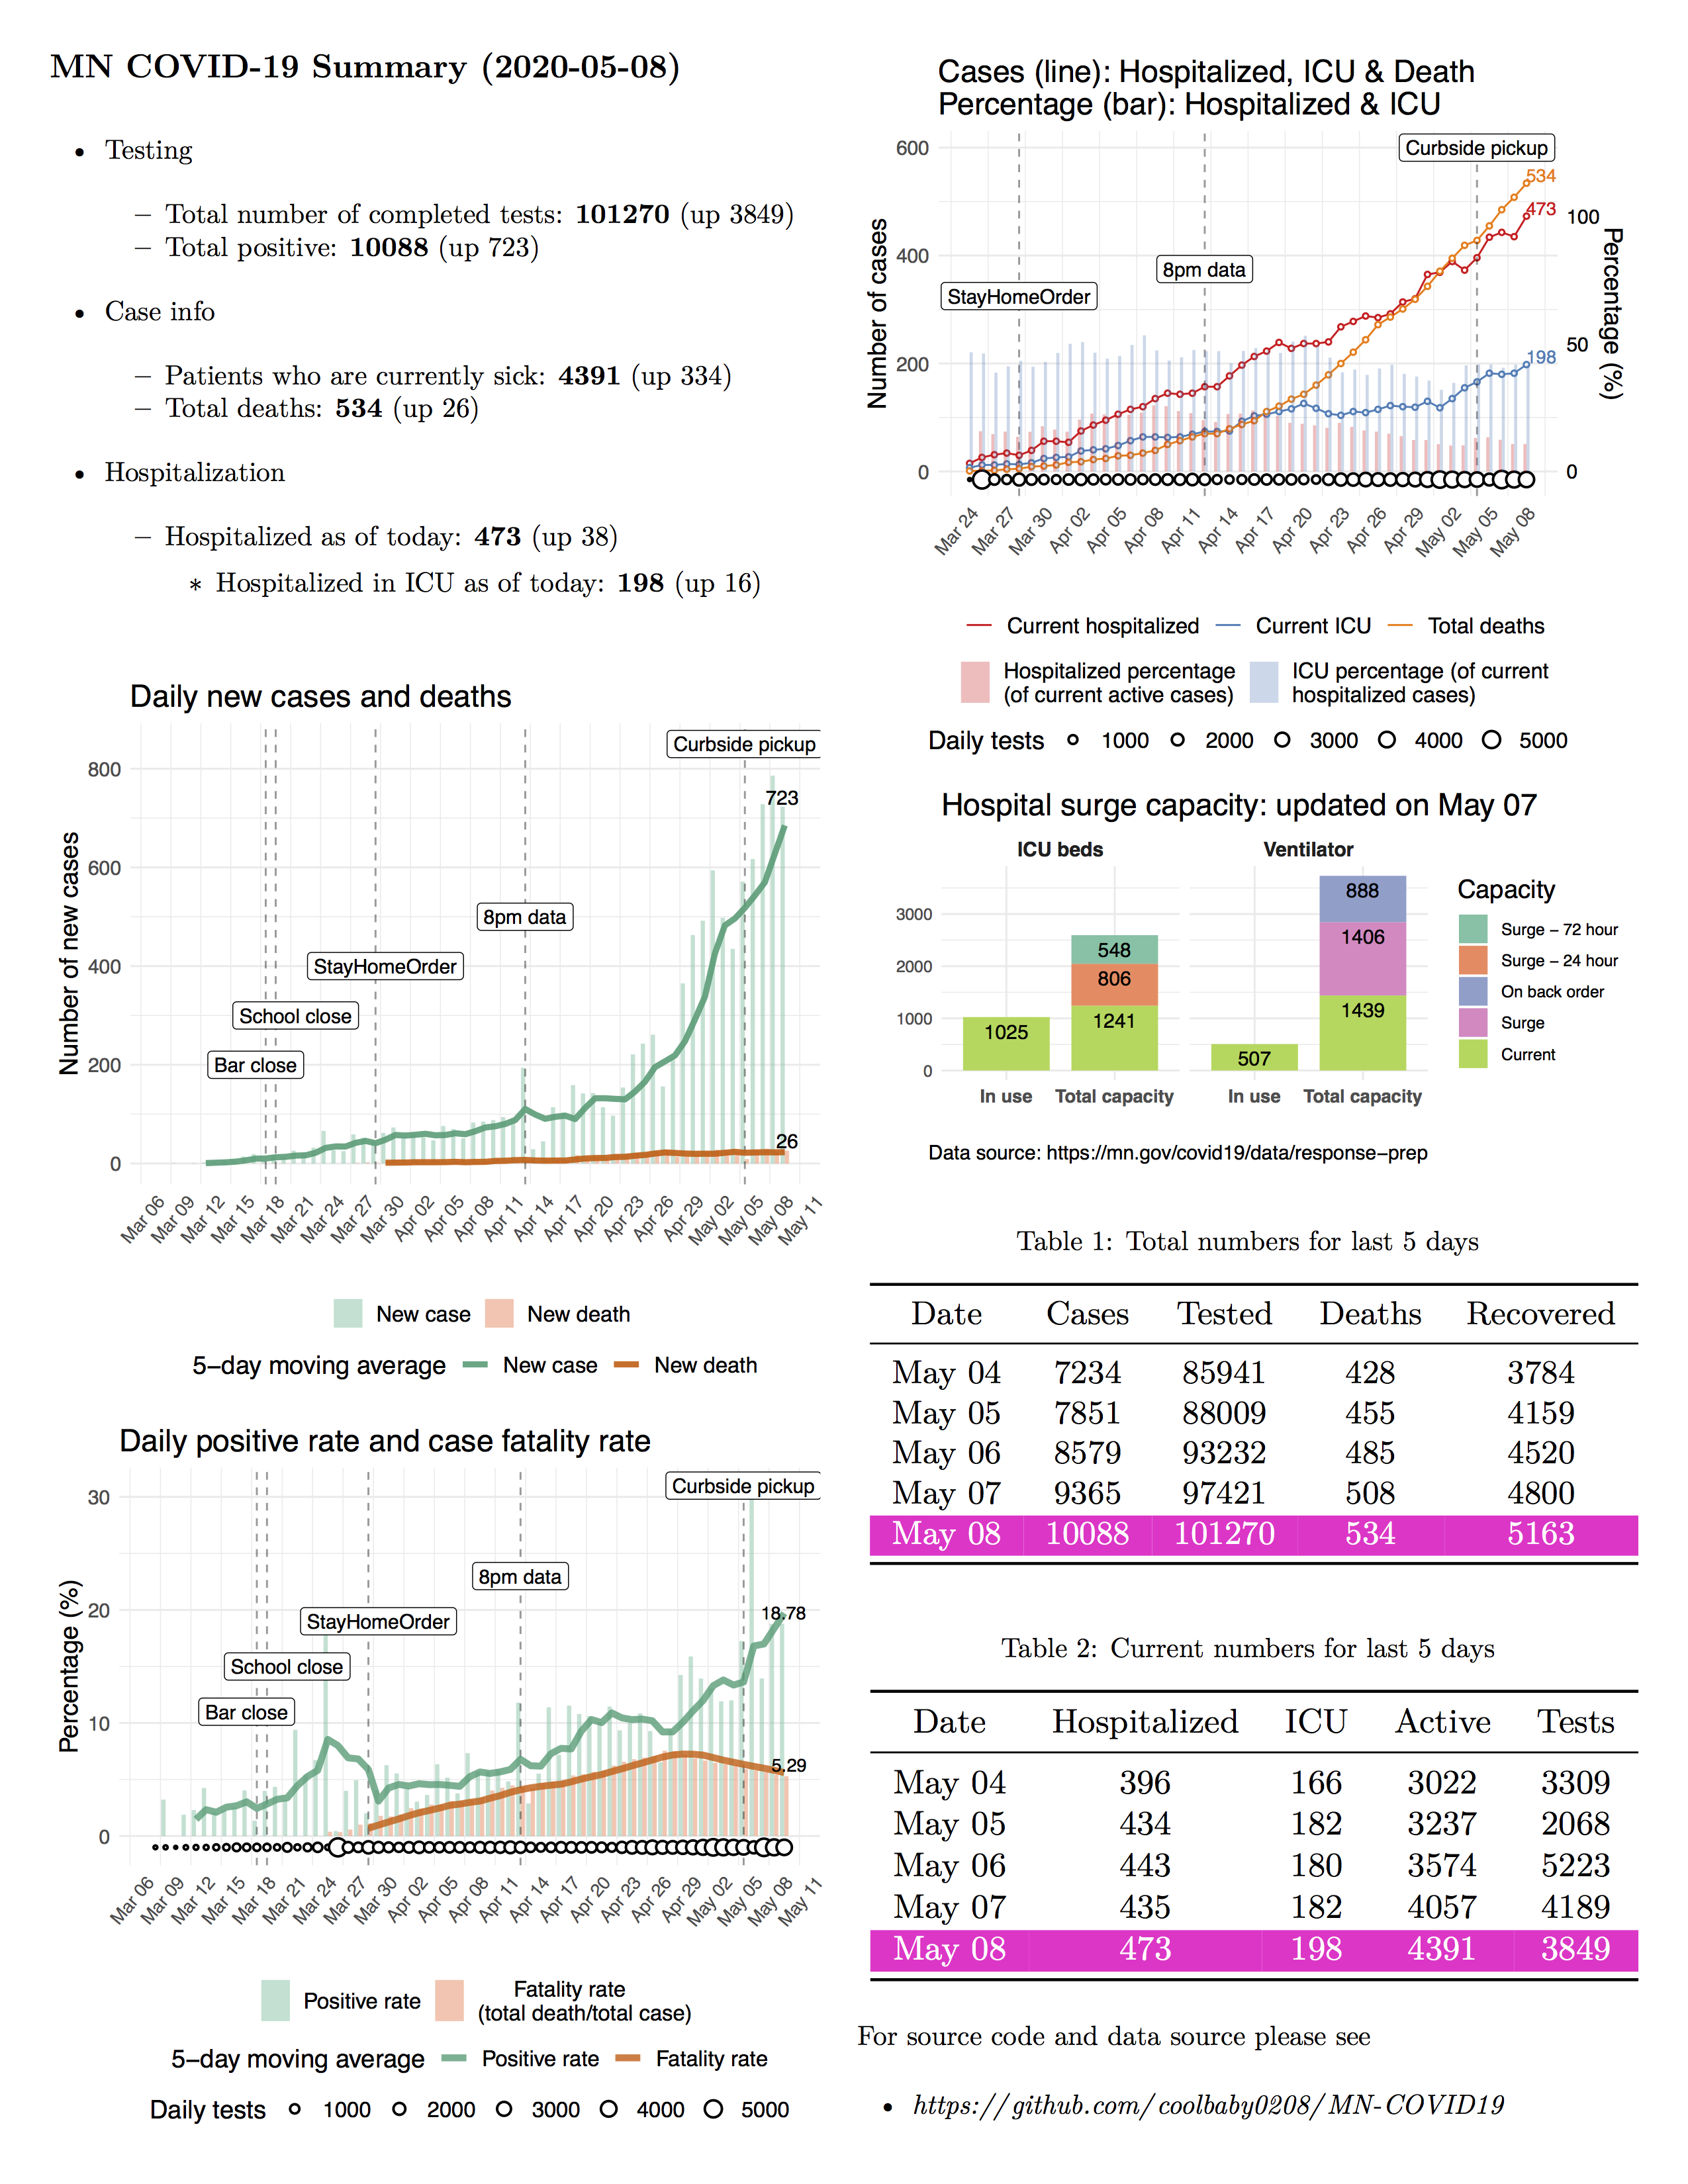 MN COVID-19 Summary (2020-05-08)
• Testing
– Total number of completed tests: 101270 (up 3849)
– Total positive: 10088 (up 723)
• Case info
– Patients who are currently sick: 4391 (up 334)
– Total deaths: 534 (up 26)
• Hospitalization
– Hospitalized as of today: 473 (up 38)
∗ Hospitalized in ICU as of today: 198 (up 16)
Daily new cases and deaths
Number of new cases
800
600
400
200
0
Curbside pickup
723
8pm data
StayHomeOrder
School close
Bar close
26
Mar 06 Mar 09 Mar 12 Mar 15 Mar 18 Mar 21 Mar 24 Mar 27 Mar 30 Apr 02 Apr 05 Apr 08 Apr 11 Apr 14 Apr 17 Apr 20 Apr 23 Apr 26 Apr 29 May 02 May 05 May 08 May 11
New case New death
5−day moving average New case New death
Daily positive rate and case fatality rate
Percentage (%)
30
20
10
0
Curbside pickup
8pm data
18.78
StayHomeOrder
School close
Bar close
5.29
Mar 06 Mar 09 Mar 12 Mar 15 Mar 18 Mar 21 Mar 24 Mar 27 Mar 30 Apr 02 Apr 05 Apr 08 Apr 11 Apr 14 Apr 17 Apr 20 Apr 23 Apr 26 Apr 29 May 02 May 05 May 08 May 11
Positive rate Fatality rate
(total death/total case)
5−day moving average Positive rate Fatality rate
Daily tests 1000 2000 3000 4000 5000
Cases (line): Hospitalized, ICU & Death
Percentage (bar): Hospitalized & ICU
Number of cases
600
400
200
0
Curbside pickup
534
473
8pm data
StayHomeOrder
198
100
50
0
Percentage (%)
Mar 24 Mar 27 Mar 30 Apr 02 Apr 05 Apr 08 Apr 11 Apr 14 Apr 17 Apr 20 Apr 23 Apr 26 Apr 29 May 02 May 05 May 08
Current hospitalized Current ICU Total deaths
Hospitalized percentage
(of current active cases)
ICU percentage (of current
hospitalized cases)
Daily tests 1000 2000 3000 4000 5000
Hospital surge capacity: updated on May 07
ICU beds Ventilator
3000
2000
1000
0
1025
548
806
1241
507
888
1406
1439
In use Total capacity In use Total capacity
Capacity
Surge − 72 hour
Surge − 24 hour
On back order
Surge
Current
Data source: https://mn.gov/covid19/data/response−prep
Table 1: Total numbers for last 5 days
Date Cases Tested Deaths Recovered
May 04 7234 85941 428 3784
May 05 7851 88009 455 4159
May 06 8579 93232 485 4520
May 07 9365 97421 508 4800
May 08 10088 101270 534 5163
Table 2: Current numbers for last 5 days
Date Hospitalized ICU Active Tests
May 04 396 166 3022 3309
May 05 434 182 3237 2068
May 06 443 180 3574 5223
May 07 435 182 4057 4189
May 08 473 198 4391 3849
For source code and data source please see
• https://github.com/coolbaby0208/MN-COVID19